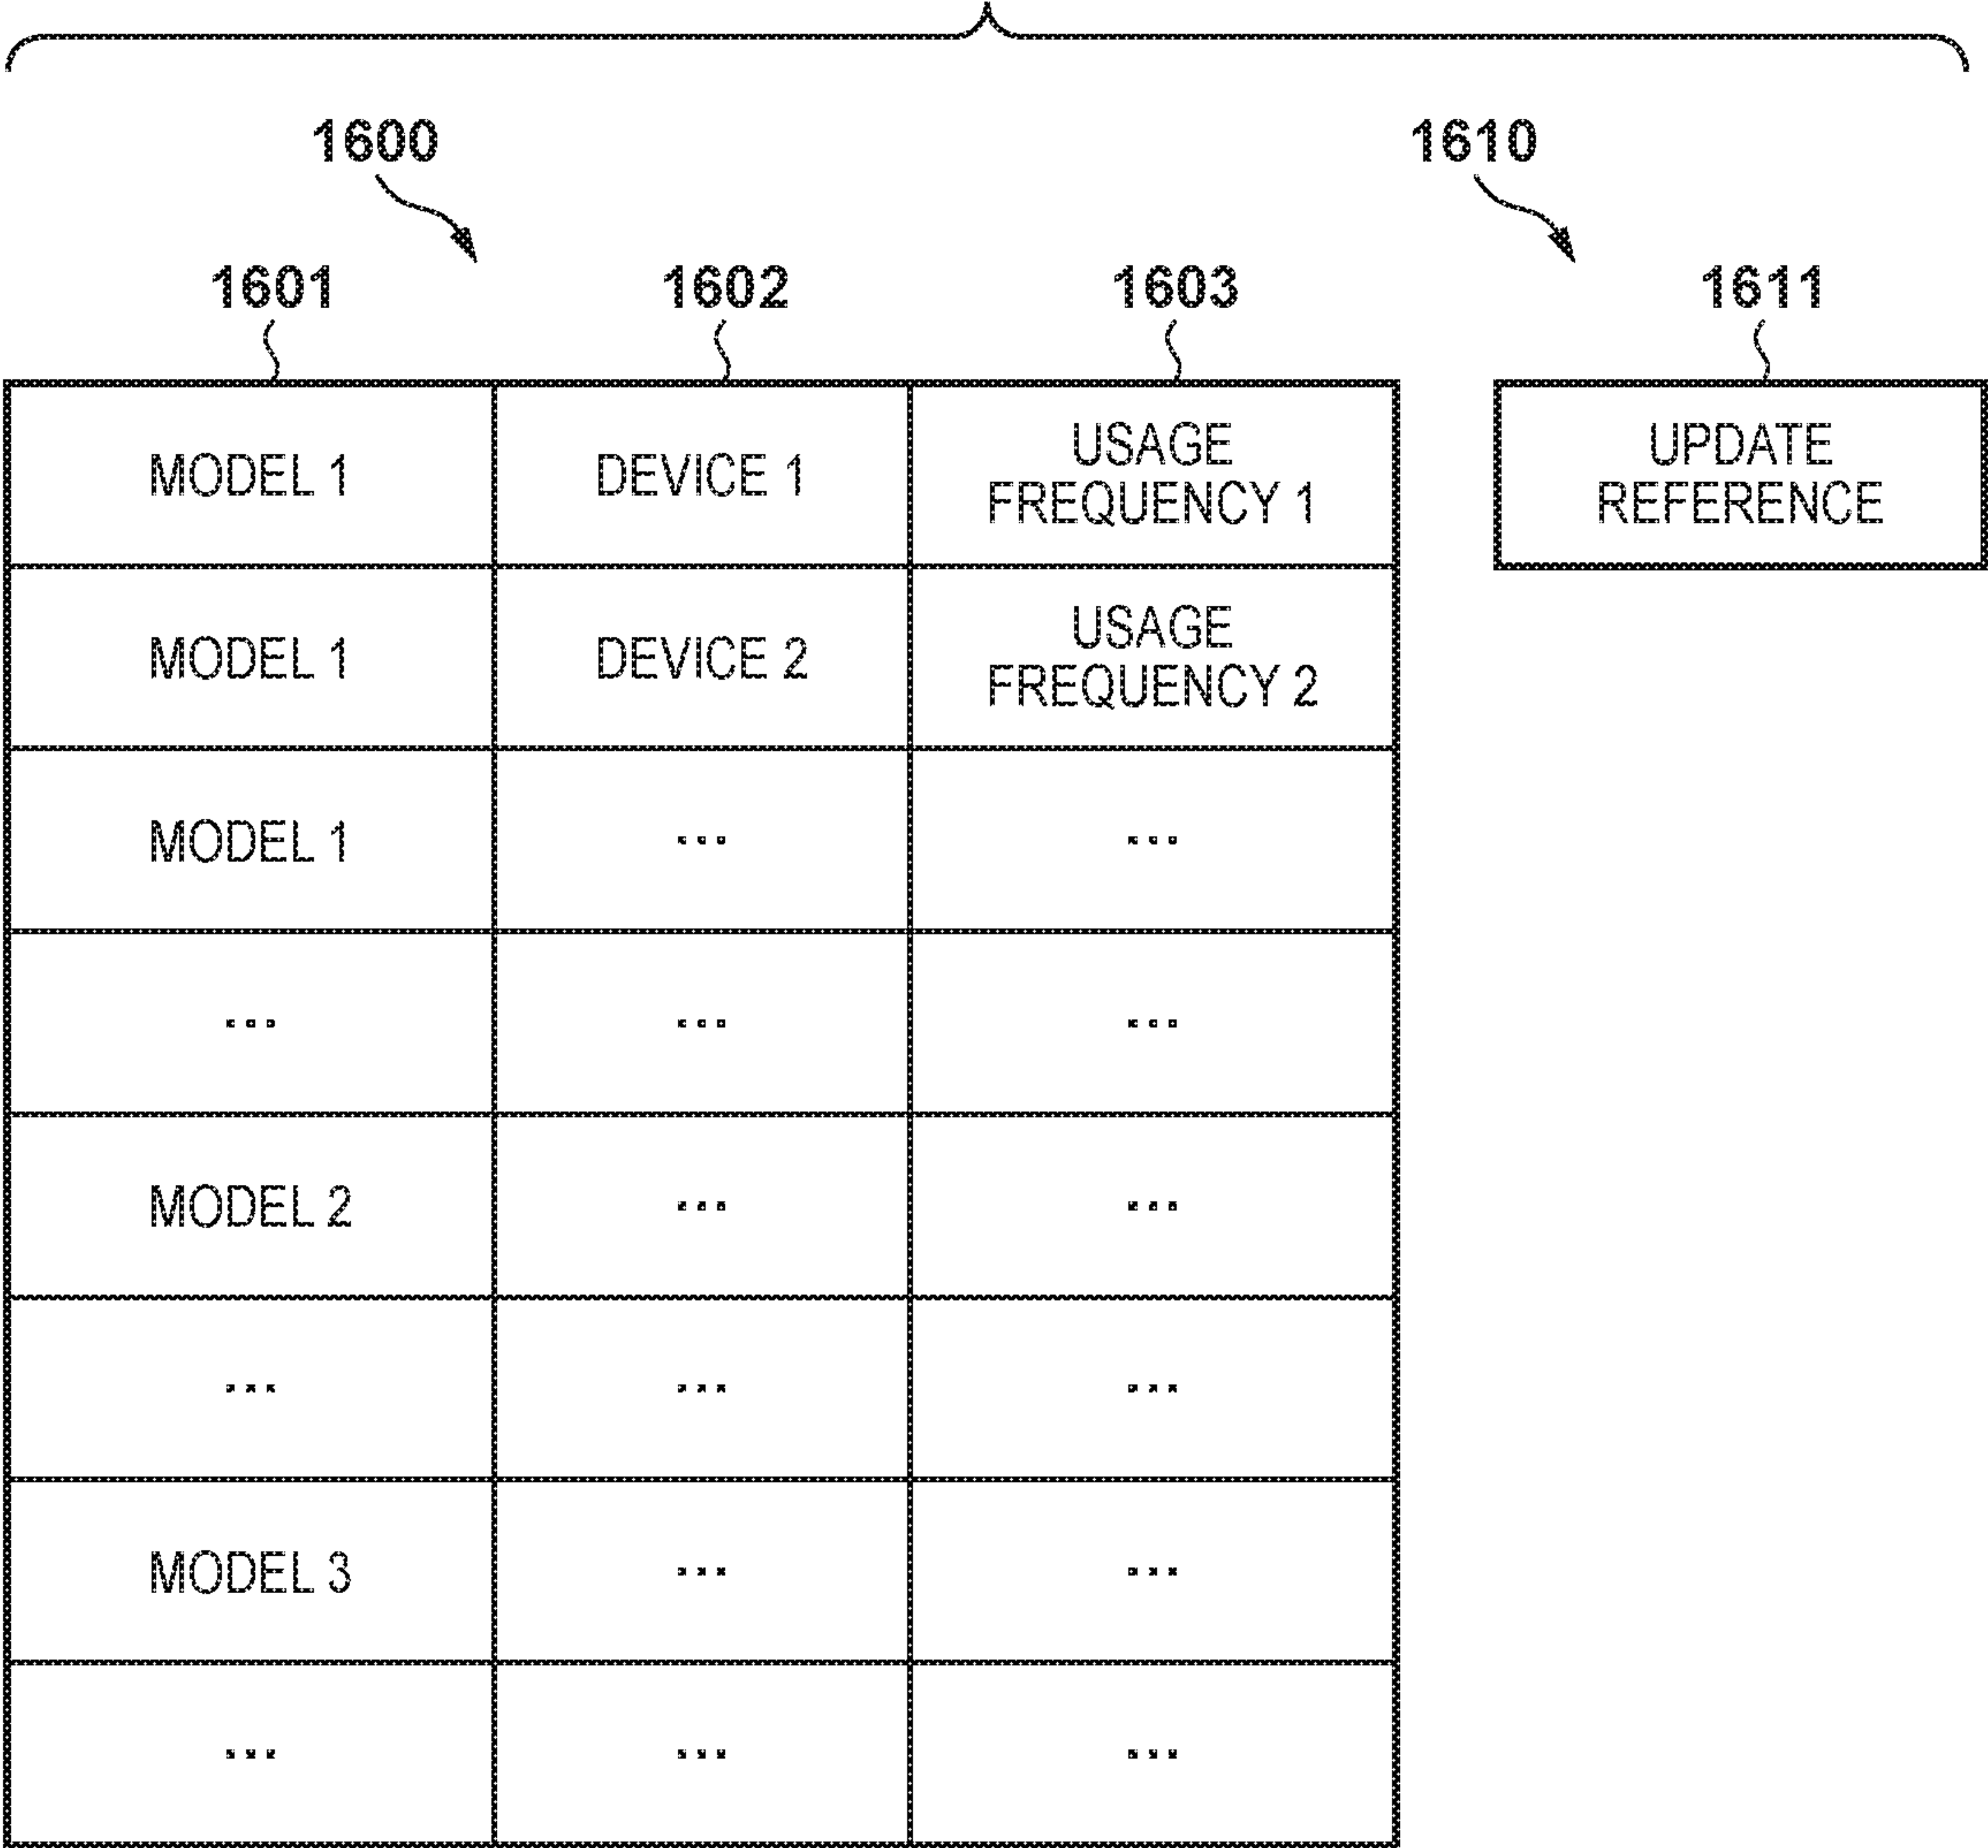 1600
1610
1601
1602
1603
1611
MODEL 1
DEVICE 1
USAGE
FREQUENCY 1
UPDATE
REFERENCE
MODEL 1
DEVICE 2
USAGE
FREQUENCY 2
MODEL 1
...
...
...
...
...
MODEL 2
...
...
...
...
...
MODEL 3
...
...
...
...
...